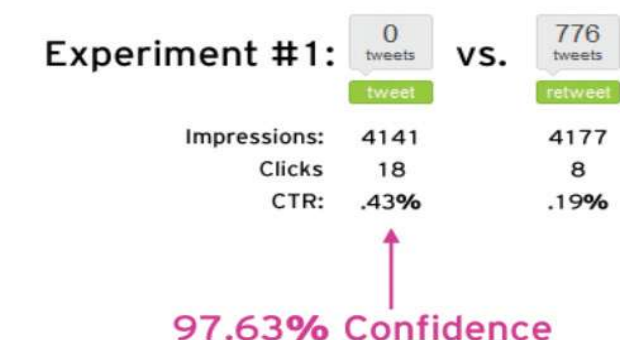 Experiment #1: 0 tweets tweet vs. 776 tweets retweet
Impressions: 4141 4177
Clicks 18 8
CTR: .43% .19%
97.63% Confidence